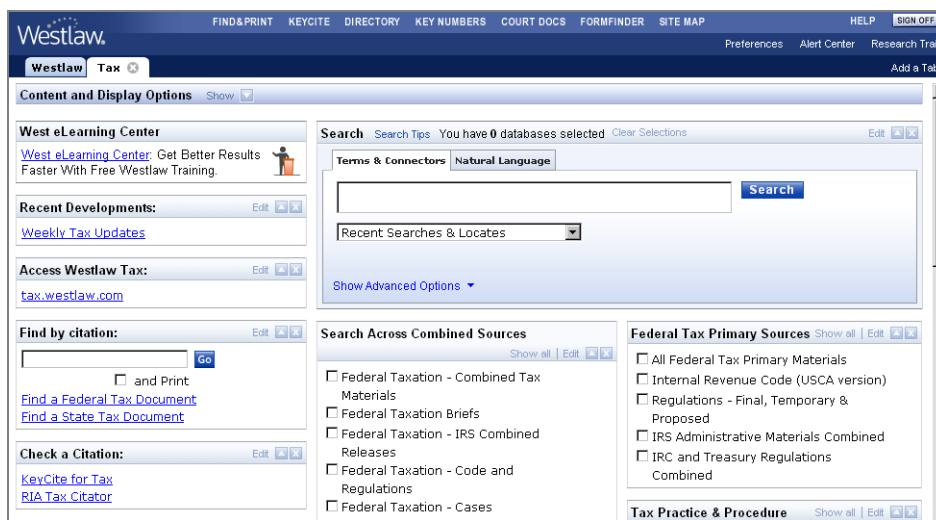 Westlaw.
FIND&PRINT KEYCITE DIRECTORY KEY NUMBERS COURT DOCS FORMFINDER SITE MAP
HELP SIGN OFF
Preferences Alert Center Research Trai
Westlaw Tax
Add a Tab
Content and Display Options Show
West eLearning Center
West eLearning Center: Get Better Results
Faster With Free Westlaw Training.
Recent Developments: Edit
Weekly Tax Updates
Access Westlaw Tax: Edit
tax.westlaw.com
Find by citation: Edit
Go
and Print
Find a Federal Tax Document
Find a State Tax Document
Check a Citation: Edit
KeyCite for Tax
RIA Tax Citator
Search Search Tips You have 0 databases selected Clear Selections Edit
Terms & Connectors Natural Language
Search
Recent Searches & Locates
Show Advanced Options
Search Across Combined Sources
Show all | Edit
Federal Taxation - Combined Tax
Materials
Federal Taxation Briefs
Federal Taxation - IRS Combined
Releases
Federal Taxation - Code and
Regulations
Federal Taxation - Cases
Federal Tax Primary Sources Show all | Edit
All Federal Tax Primary Materials
Internal Revenue Code (USCA version)
Regulations - Final, Temporary &
Proposed
IRS Administrative Materials Combined
IRC and Treasury Regulations
Combined
Tax Practice & Procedure Show all | Edit